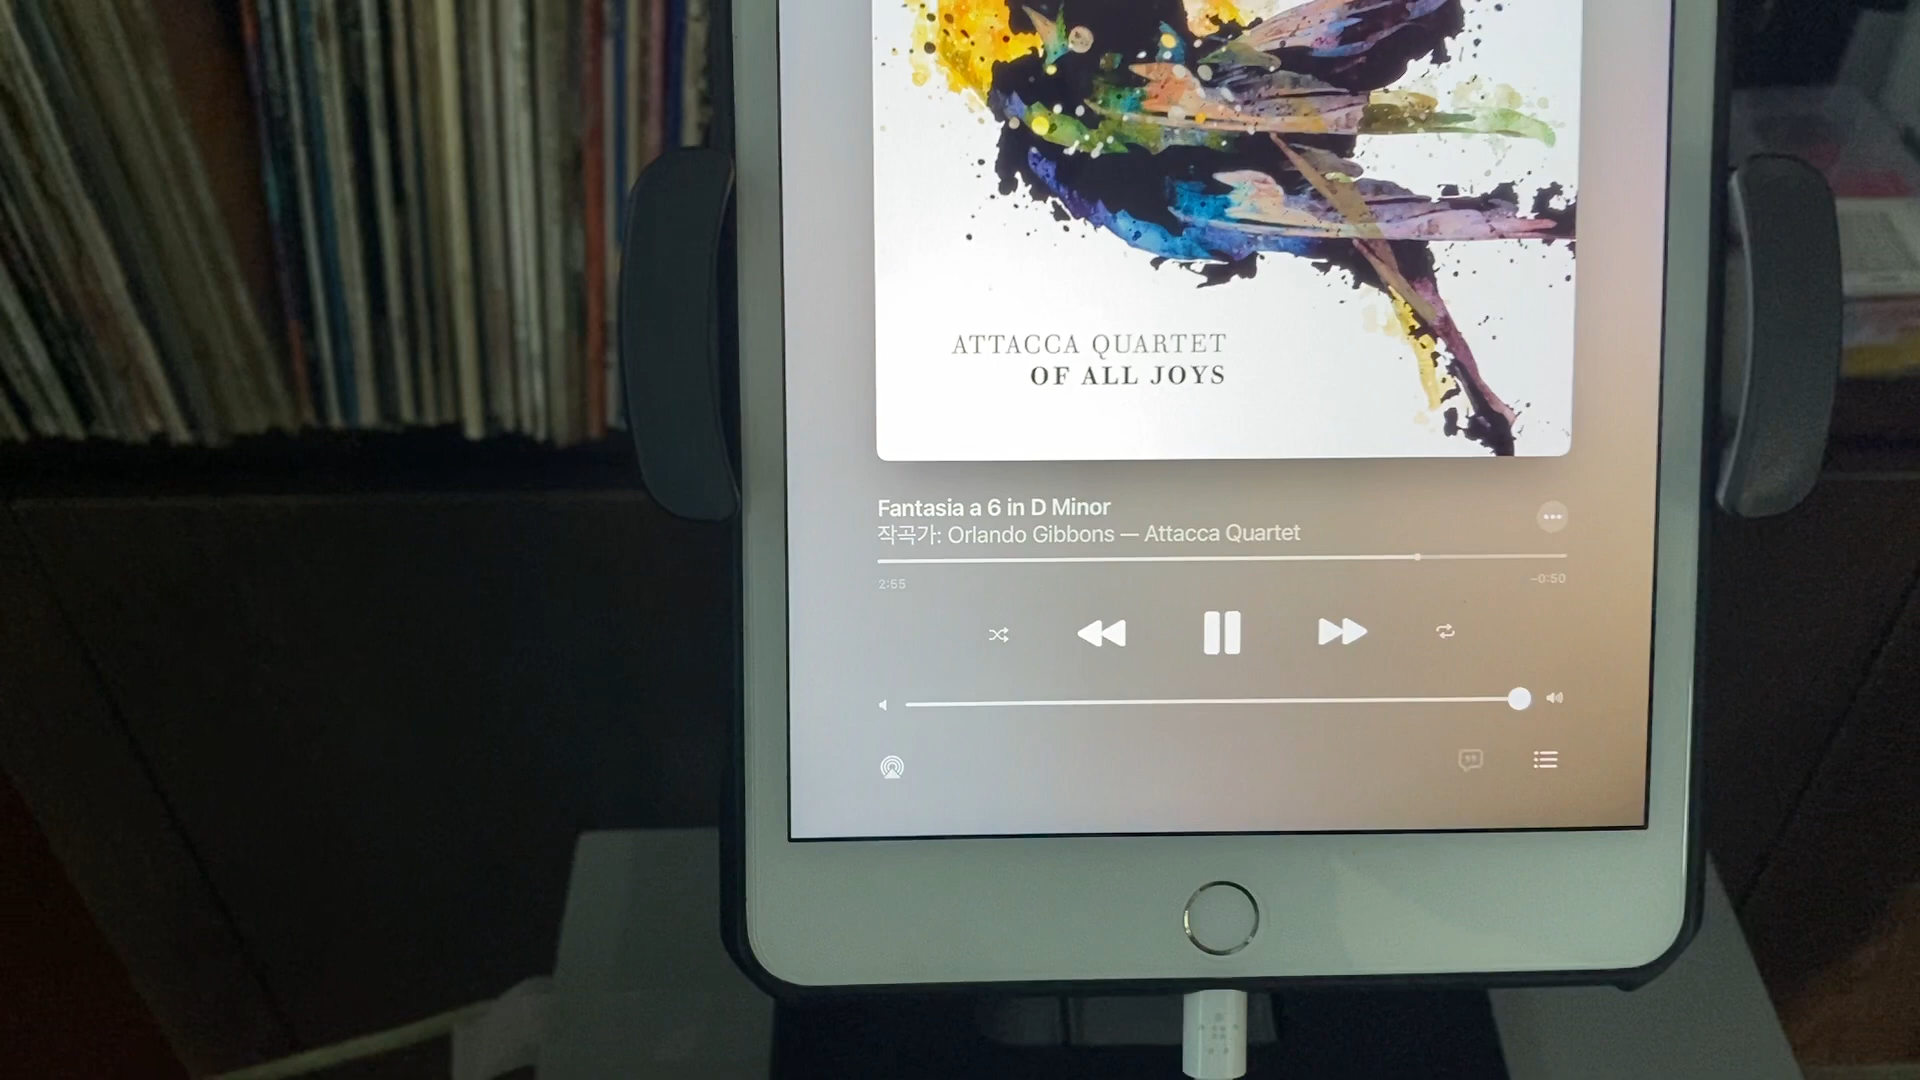 ATTACCA QUARTET
OF ALL JOYS
Fantasia a 6 in D Minor
작곡가: Orlando Gibbons — Attacca Quartet
2:55
−0:50